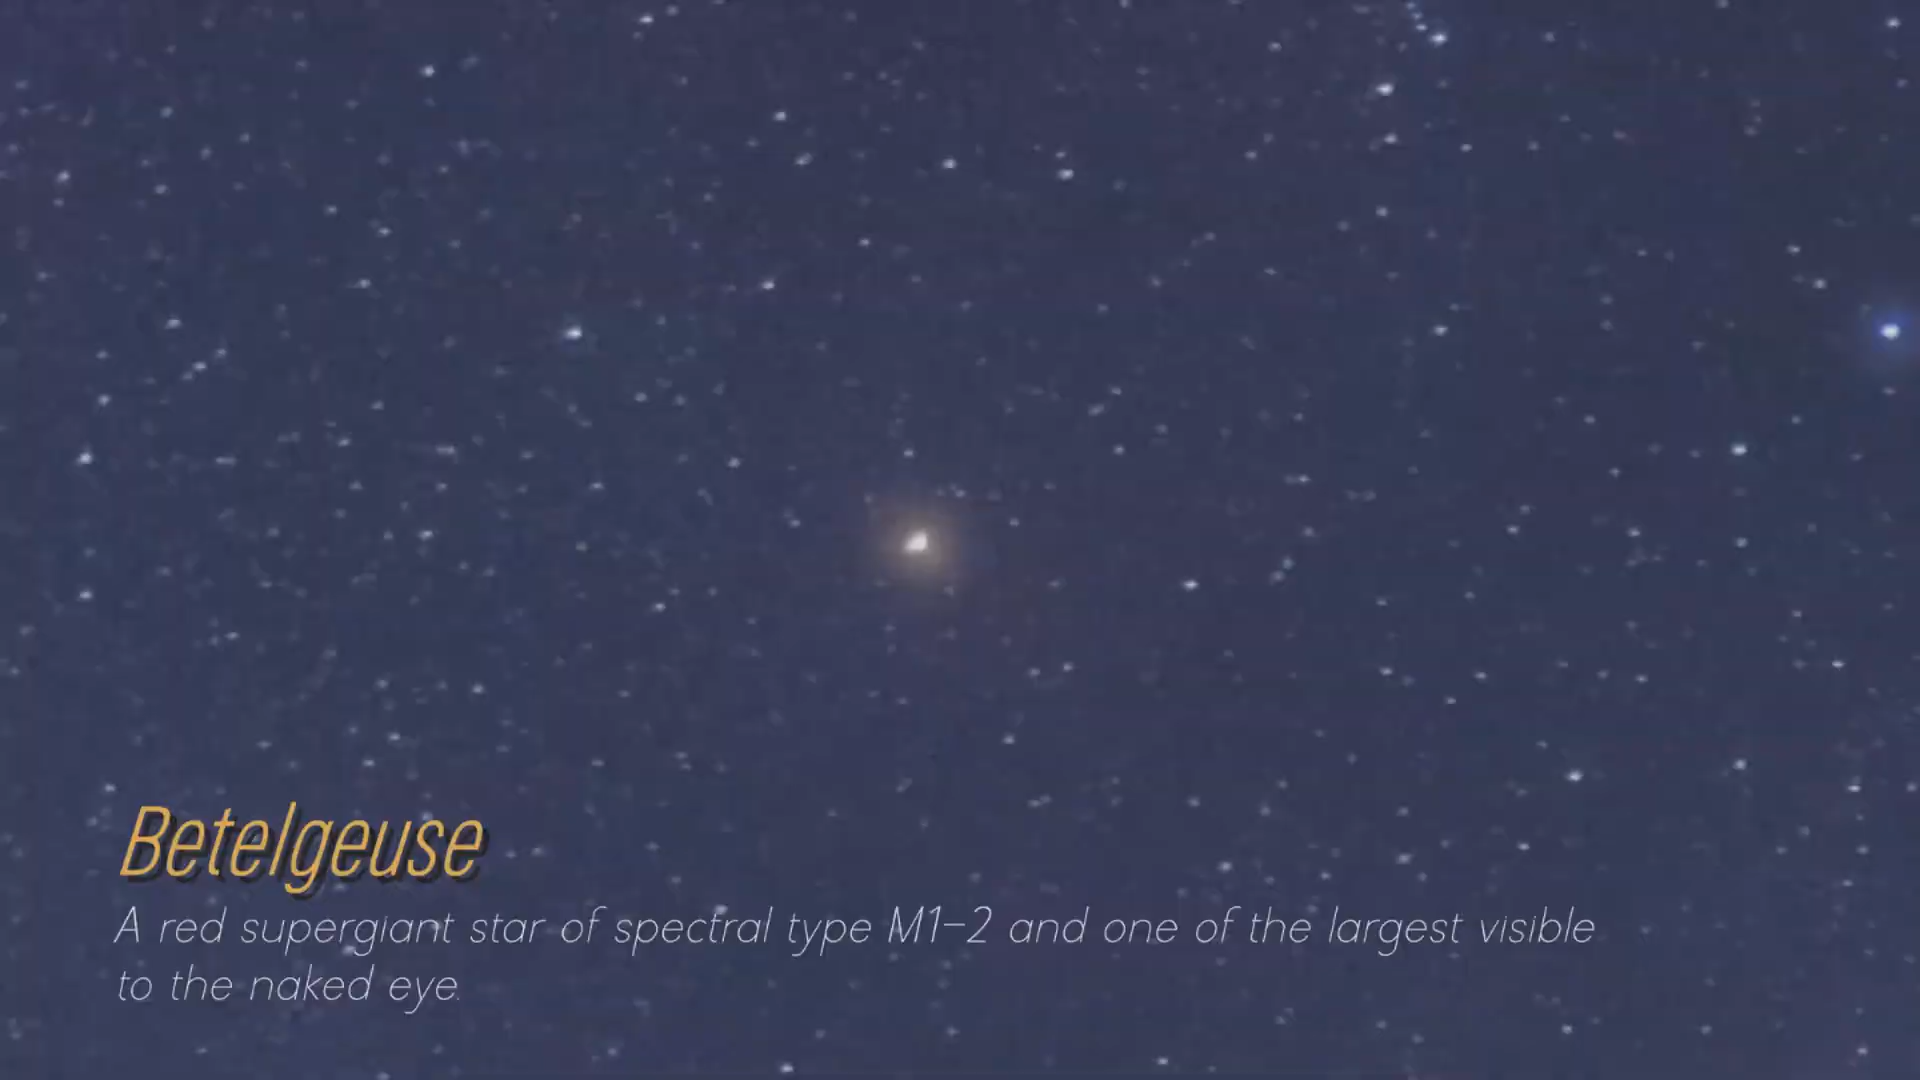 Betelgeuse
A red supergiant star of spectral type M1-2 and one of the largest visible
to the naked eye.